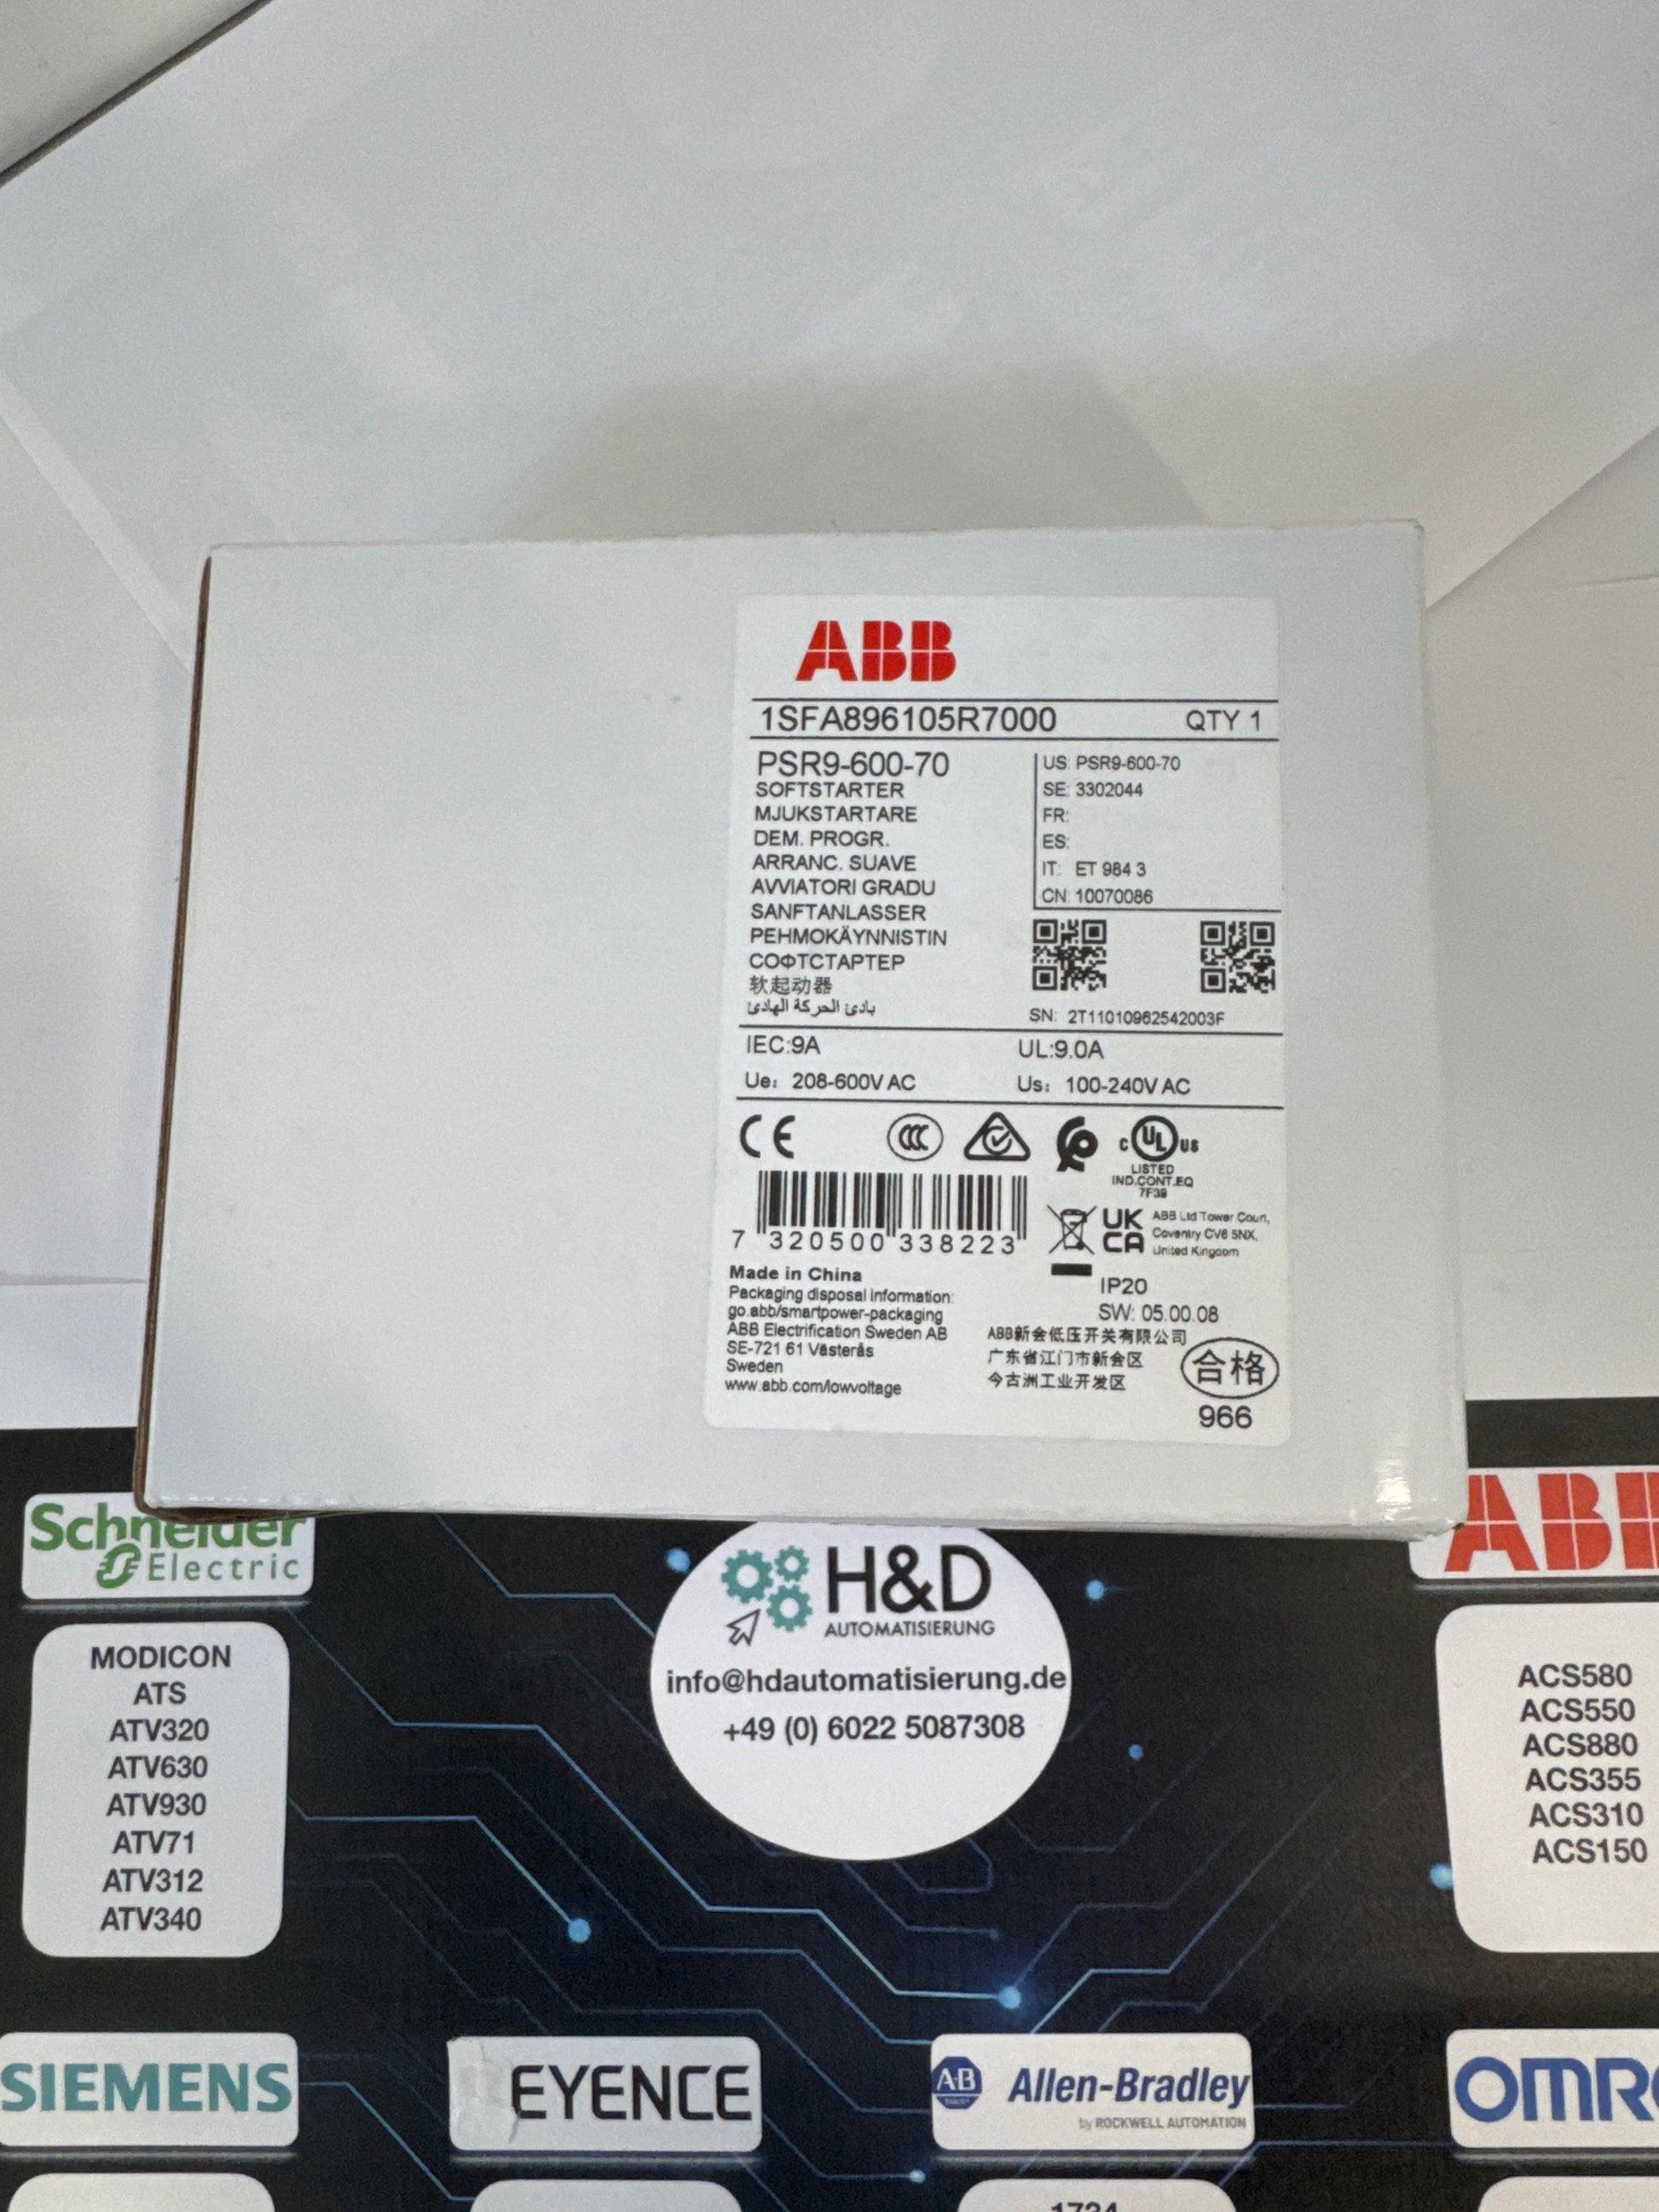 ABB
1SFA896105R7000 QTY 1
PSR9-600-70
SOFTSTARTER
MJUKSTARTARE
DEM. PROGR.
ARRANC. SUAVE
AVVIATORI GRADU
SANFTANLASSER
PEHMOKÄYNNISTIN
СОФТСТАРТЕР
软起动器
بادئ الحركة الهادئ
US: PSR9-600-70
SE: 3302044
FR:
ES:
IT: ET 984 3
CN: 10070086
SN: 2T11010962542003F
IEC:9A UL:9.0A
Ue: 208-600V AC Us: 100-240V AC
CE
CCC
C UL US
LISTED
IND.CONT.EQ
7F39
7 320500 338223
UK
CA
ABB Ltd Tower Court,
Coventry CV6 5NX,
United Kingdom
Made in China
Packaging disposal information:
go.abb/smartpower-packaging
ABB Electrification Sweden AB
SE-721 61 Västerås
Sweden
www.abb.com/lowvoltage
IP20
SW: 05.00.08
ABB新会低压开关有限公司
广东省江门市新会区
今古洲工业开发区
合格
966
Schneider
Electric
MODICON
ATS
ATV320
ATV630
ATV930
ATV71
ATV312
ATV340
H&D
AUTOMATISIERUNG
info@hdautomatisierung.de
+49 (0) 6022 5087308
ABB
ACS580
ACS550
ACS880
ACS355
ACS310
ACS150
SIEMENS
EYENCE
A-B
Allen-Bradley
by ROCKWELL AUTOMATION
OMRO